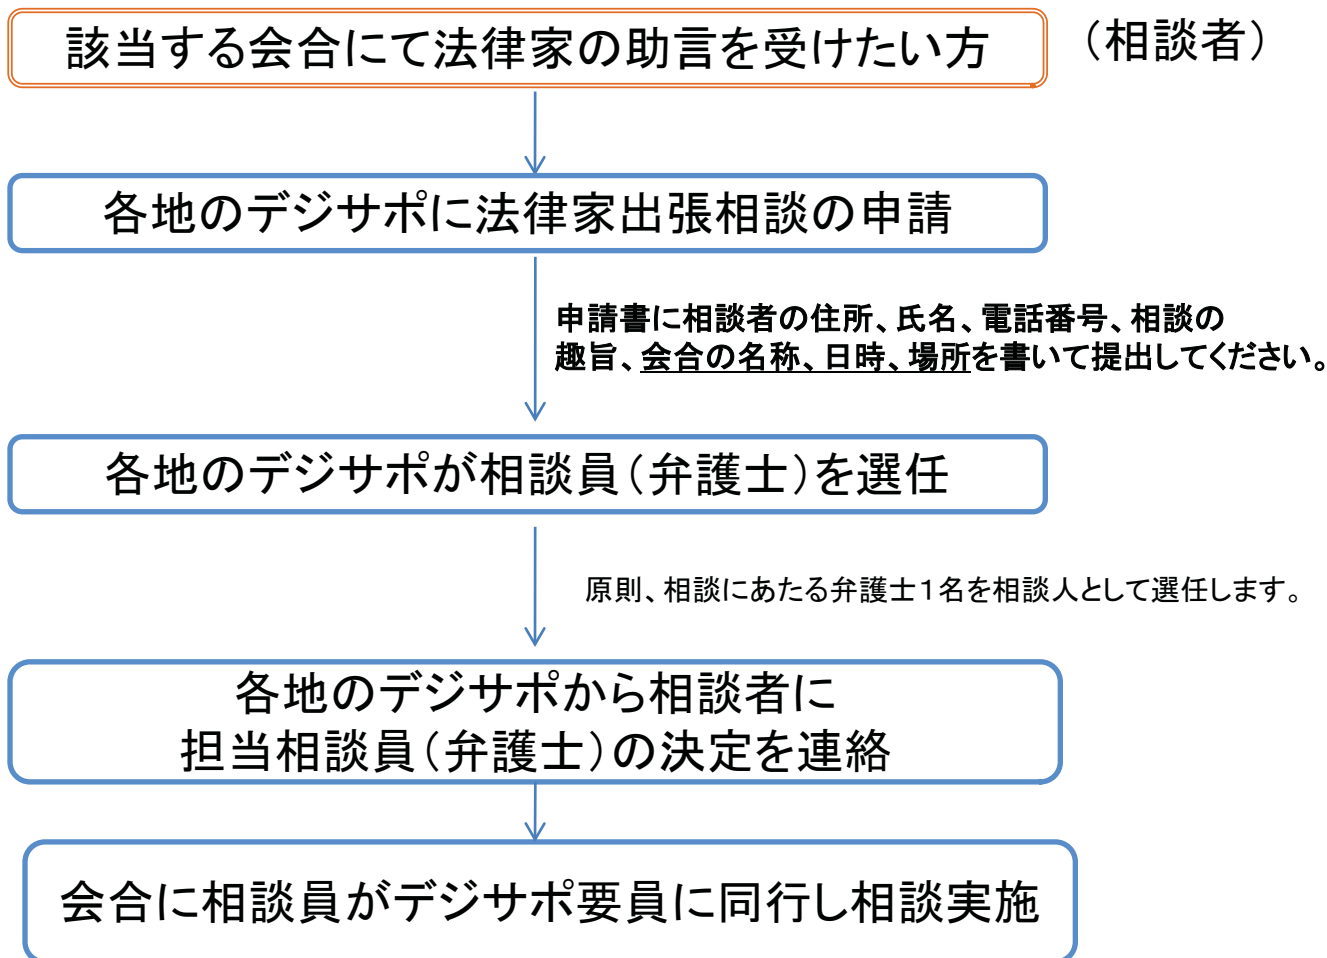 該当する会合にて法律家の助言を受けたい方
（相談者）
各地のデジサポに法律家出張相談の申請
申請書に相談者の住所、氏名、電話番号、相談の
趣旨、会合の名称、日時、場所を書いて提出してください。
各地のデジサポが相談員（弁護士）を選任
原則、相談にあたる弁護士１名を相談人として選任します。
各地のデジサポから相談者に
担当相談員（弁護士）の決定を連絡
会合に相談員がデジサポ要員に同行し相談実施